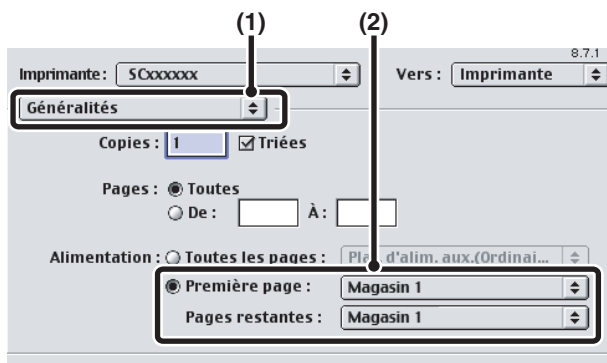 (1) (2)
8.7.1
Imprimante : SCxxxxxx Vers : Imprimante
Généralités
Copies : 1 Triées
Pages : Toutes
De : À :
Alimentation : Toutes les pages : d'alim. aux.(Ordinai...
Première page : Magasin 1
Pages restantes : Magasin 1